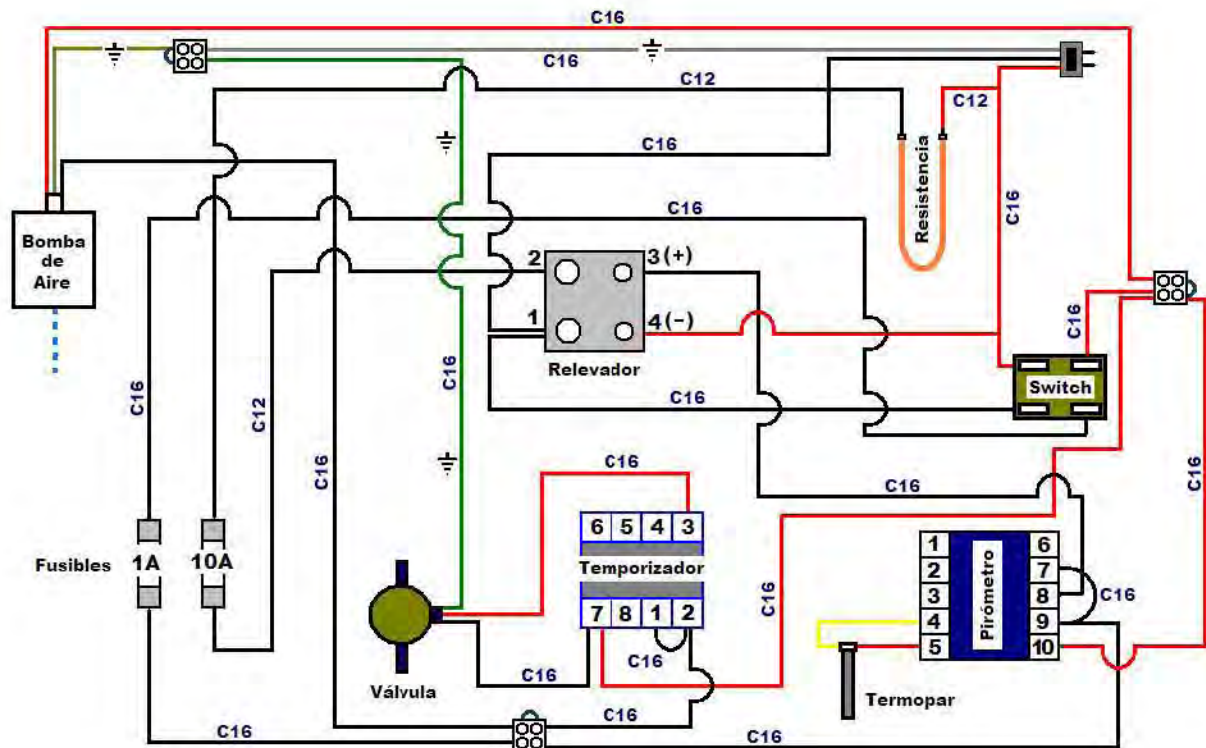 C16
C16
C12
C12
C16
Resistencia
C16
C16
Bomba
de
Aire
2
3 (+)
1
4 (-)
Relevador
C16
C16
Switch
C16
C16
C12
C16
C16
C16
C16
Fusibles
1A
10A
6 5 4 3
Temporizador
7 8 1 2
C16
C16
1
2
3
4
5
Pirómetro
6
7
8
9
10
C16
Válvula
C16
C16
Termopar
C16
C16